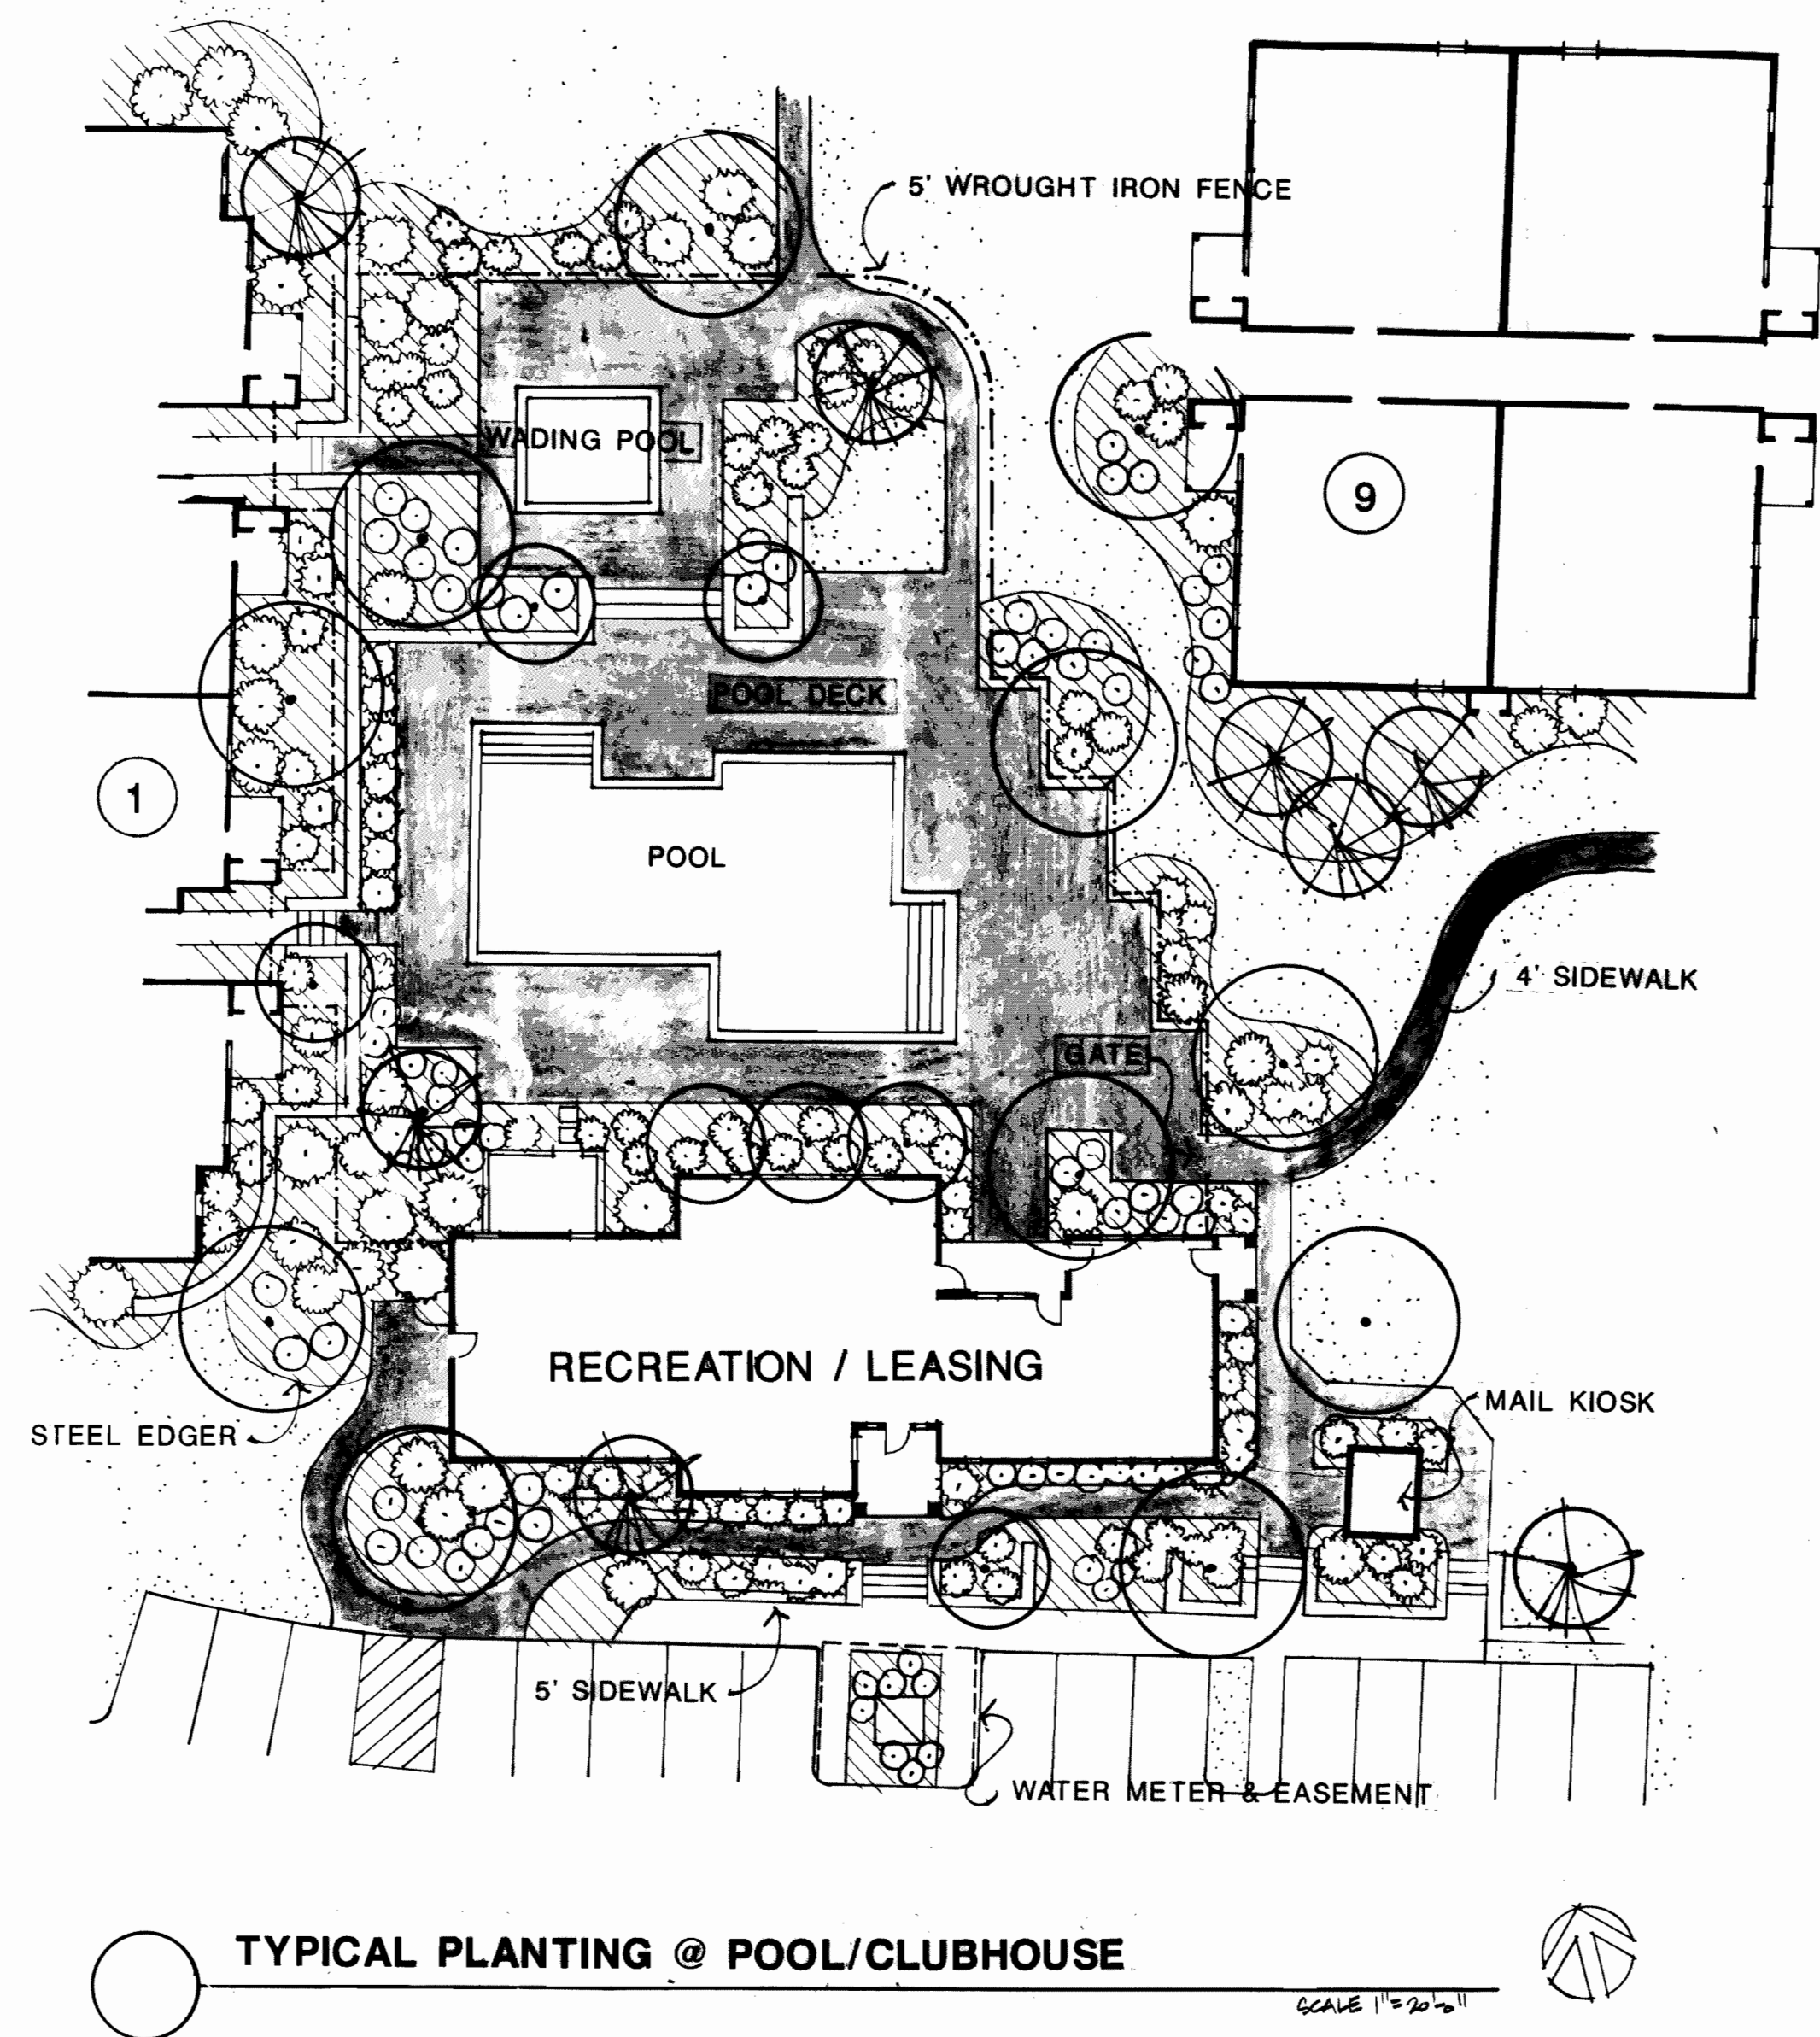 5' WROUGHT IRON FENCE
WADING POOL
9
POOL DECK
1
POOL
4' SIDEWALK
GATE
RECREATION / LEASING
MAIL KIOSK
STEEL EDGER
5' SIDEWALK
WATER METER & EASEMENT
TYPICAL PLANTING @ POOL/CLUBHOUSE
SCALE 1"=20'-0"